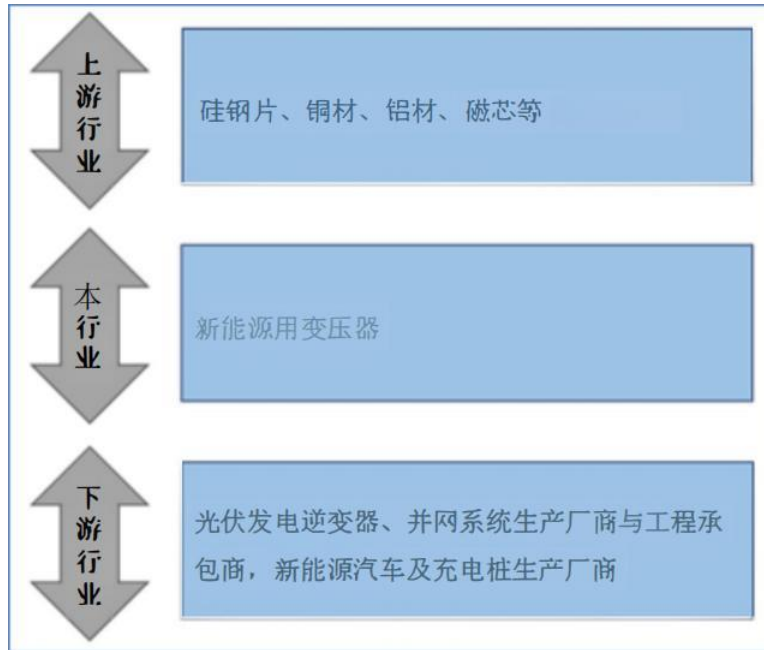 上游行业
硅钢片、铜材、铝材、磁芯等
本行业
新能源用变压器
下游行业
光伏发电逆变器、并网系统生产厂商与工程承
包商，新能源汽车及充电桩生产厂商